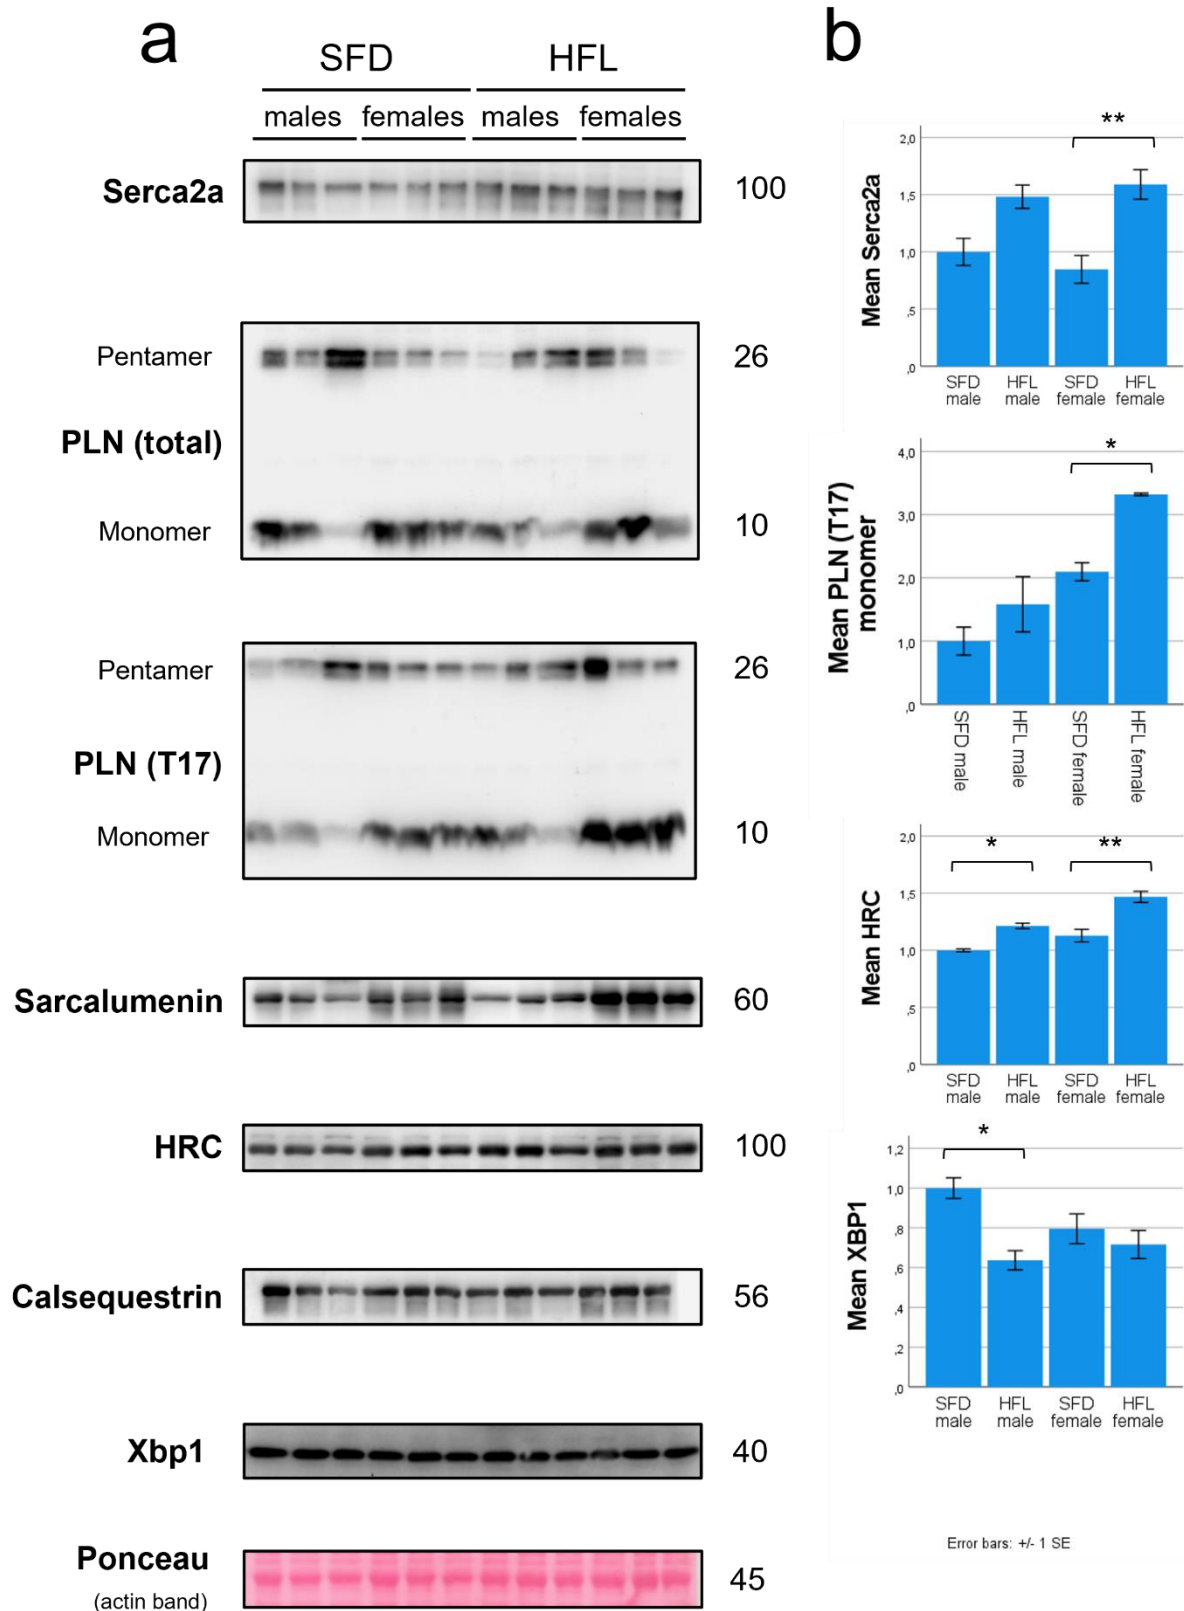 a
SFD HFL
males females males females
Serca2a 100
Pentamer 26
PLN (total)
Monomer 10
Pentamer 26
PLN (T17)
Monomer 10
Sarcalumenin 60
HRC 100
Calsequestrin 56
Xbp1 40
Ponceau 45
(actin band)
b
**
Mean Serca2a
2,0
1,5
1,0
,5
,0
SFD male
HFL male
SFD female
HFL female
*
Mean PLN (T17)
monomer
4,0
3,0
2,0
1,0
,0
SFD male
HFL male
SFD female
HFL female
* **
Mean HRC
2,0
1,5
1,0
,5
,0
SFD male
HFL male
SFD female
HFL female
*
Mean XBP1
1,2
1,0
,8
,6
,4
,2
,0
SFD male
HFL male
SFD female
HFL female
Error bars: +/- 1 SE